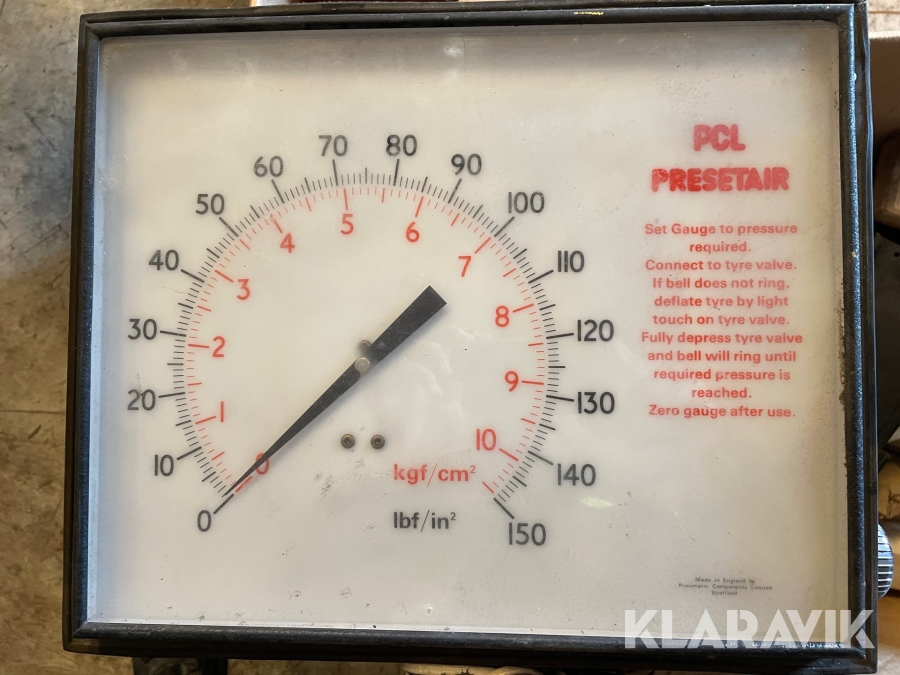 PCL
PRESETAIR
Set Gauge to pressure
required.
Connect to tyre valve.
If bell does not ring,
deflate tyre by light
touch on tyre valve.
Fully depress tyre valve
and bell will ring until
required pressure is
reached.
Zero gauge after use.
0
10
20
30
40
50
60
70
80
90
100
110
120
130
140
150
0
1
2
3
4
5
6
7
8
9
10
kgf/cm²
lbf/in²
Made in England by
Pneumatic Components Limited
Sheffield
KLARAVIK